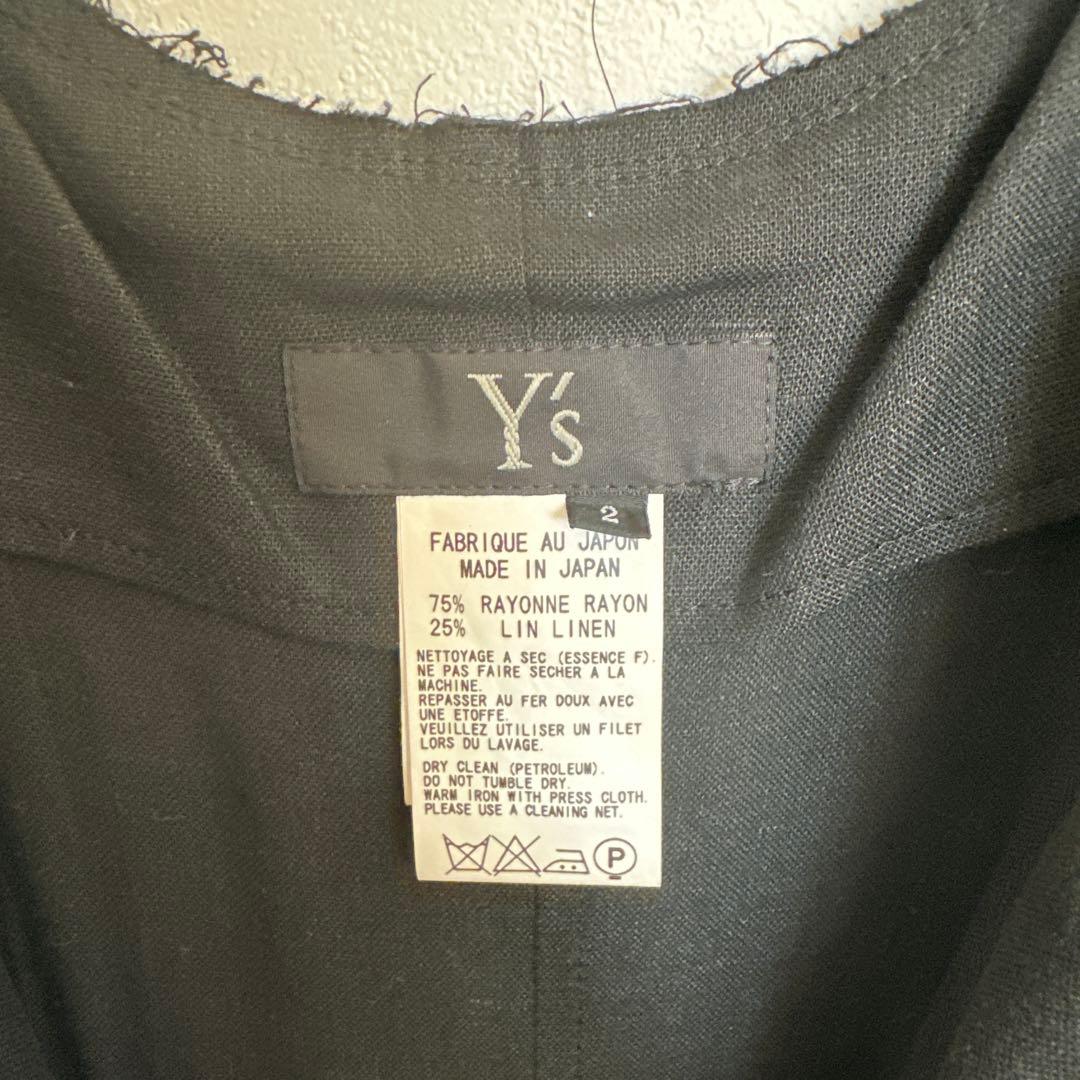 Y's
2
FABRIQUE AU JAPON
MADE IN JAPAN
75% RAYONNE RAYON
25% LIN LINEN
NETTOYAGE A SEC (ESSENCE F).
NE PAS FAIRE SECHER A LA
MACHINE.
REPASSER AU FER DOUX AVEC
UNE ETOFFE.
VEUILLEZ UTILISER UN FILET
LORS DU LAVAGE.
DRY CLEAN (PETROLEUM).
DO NOT TUMBLE DRY.
WARM IRON WITH PRESS CLOTH.
PLEASE USE A CLEANING NET.
P